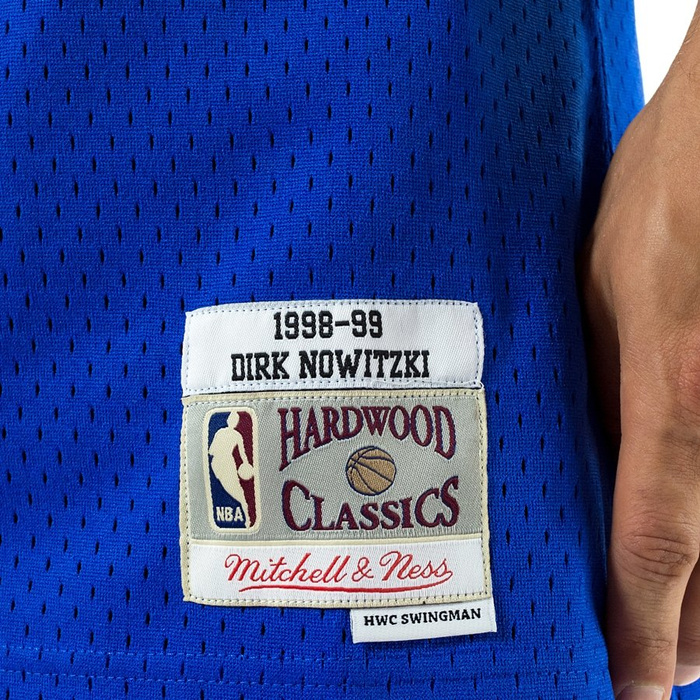 1998-99
DIRK NOWITZKI
HARDWOOD
CLASSICS
NBA
Mitchell & Ness
HWC SWINGMAN